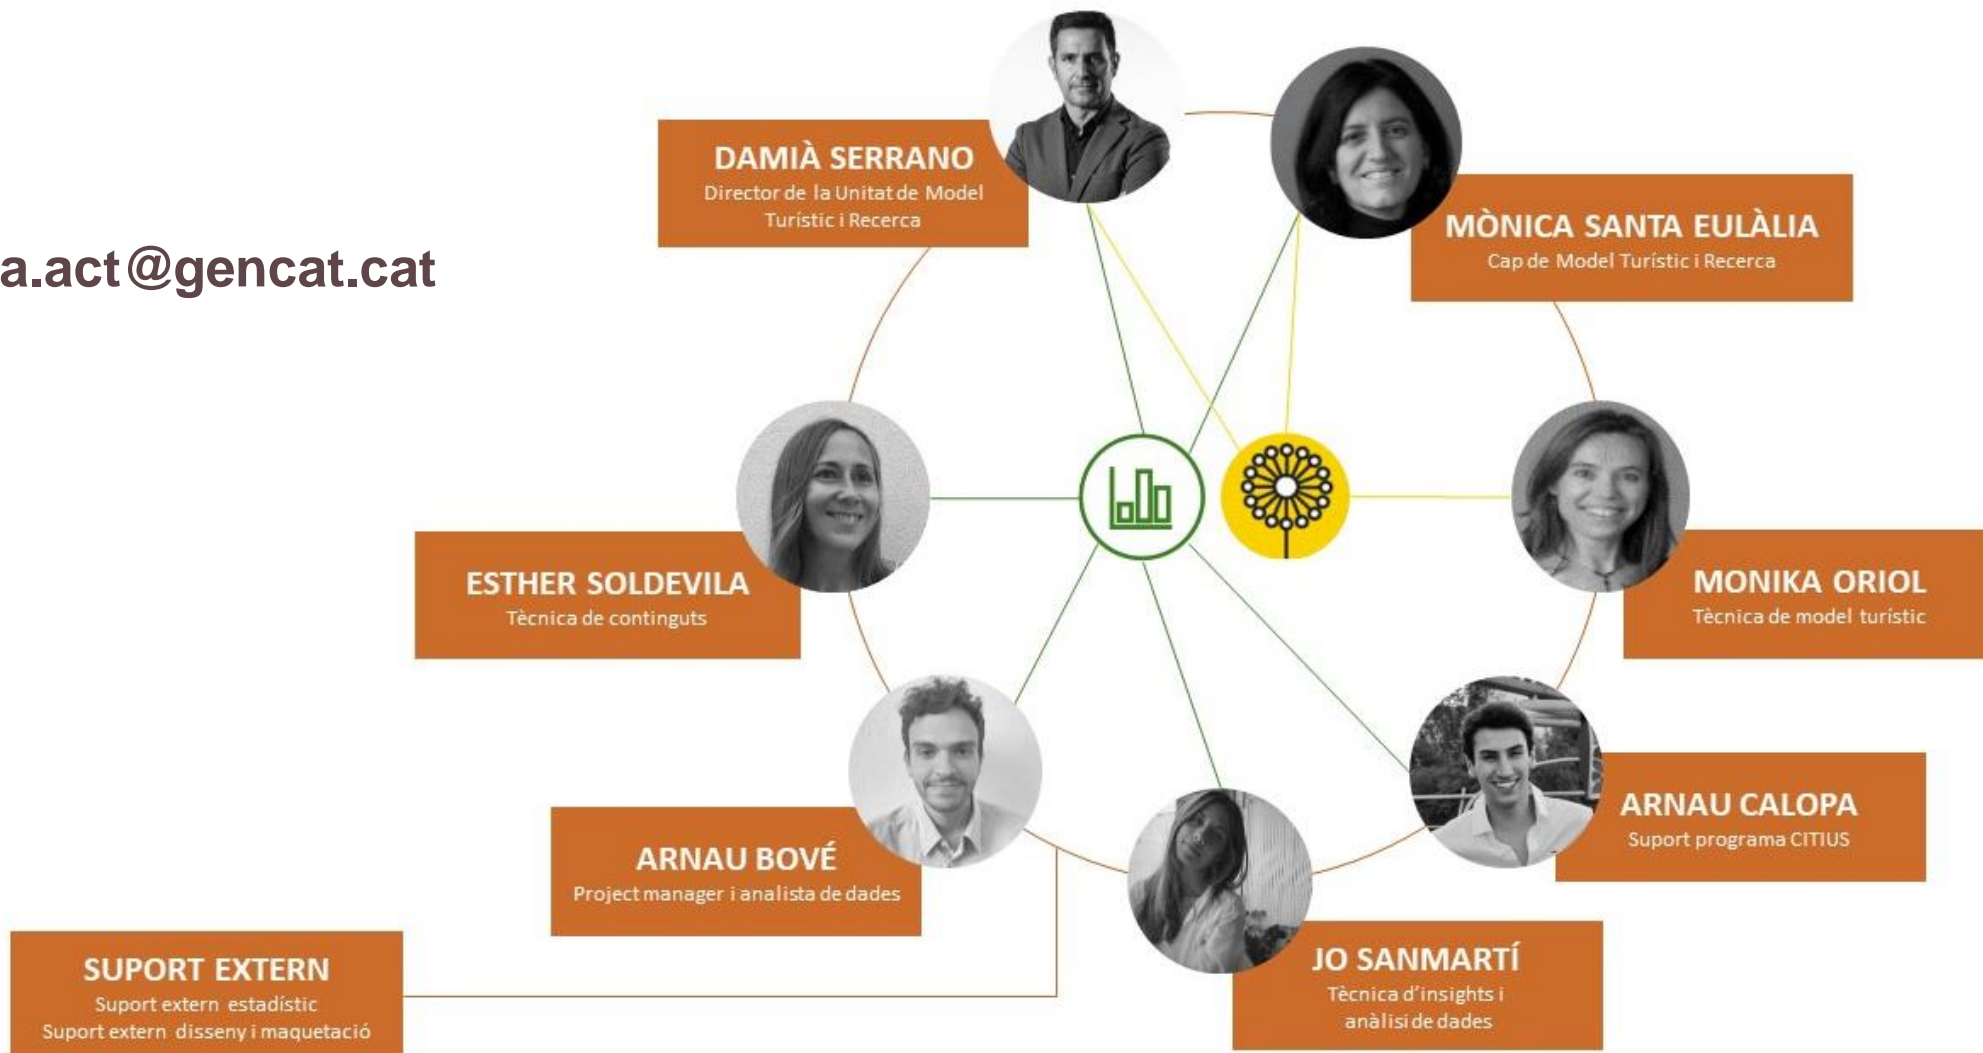 DAMIÀ SERRANO
Director de la Unitat de Model
Turístic i Recerca
MÒNICA SANTA EULÀLIA
Cap de Model Turístic i Recerca
a.act@gencat.cat
ESTHER SOLDEVILA
Tècnica de continguts
MONIKA ORIOL
Tècnica de model turístic
ARNAU BOVÉ
Project manager i analista de dades
ARNAU CALOPA
Suport programa CITIUS
SUPORT EXTERN
Suport extern estadístic
Suport extern disseny i maquetació
JO SANMARTÍ
Tècnica d’insights i
anàlisi de dades